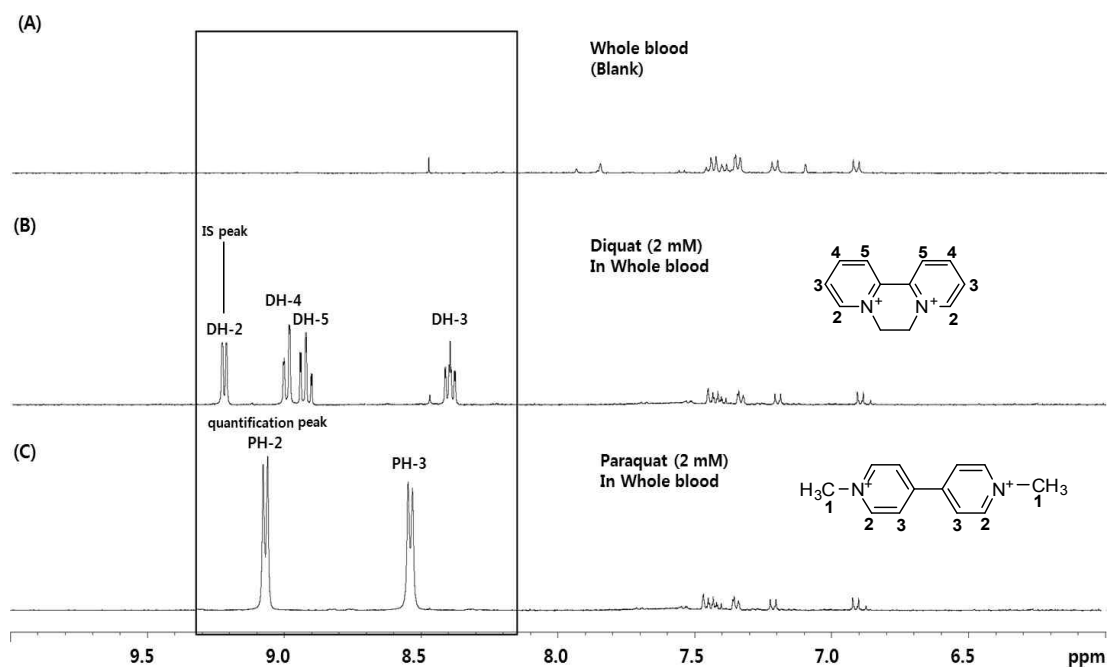 (A)
Whole blood
(Blank)
(B)
IS peak
DH-2
DH-4
DH-5
DH-3
Diquat (2 mM)
In Whole blood
4 5 5 4
3 3
N+ N+
2 2
(C)
quantification peak
PH-2
PH-3
Paraquat (2 mM)
In Whole blood
H3C N+ N+ CH3
1 1
2 3 3 2
9.5 9.0 8.5 8.0 7.5 7.0 6.5 ppm